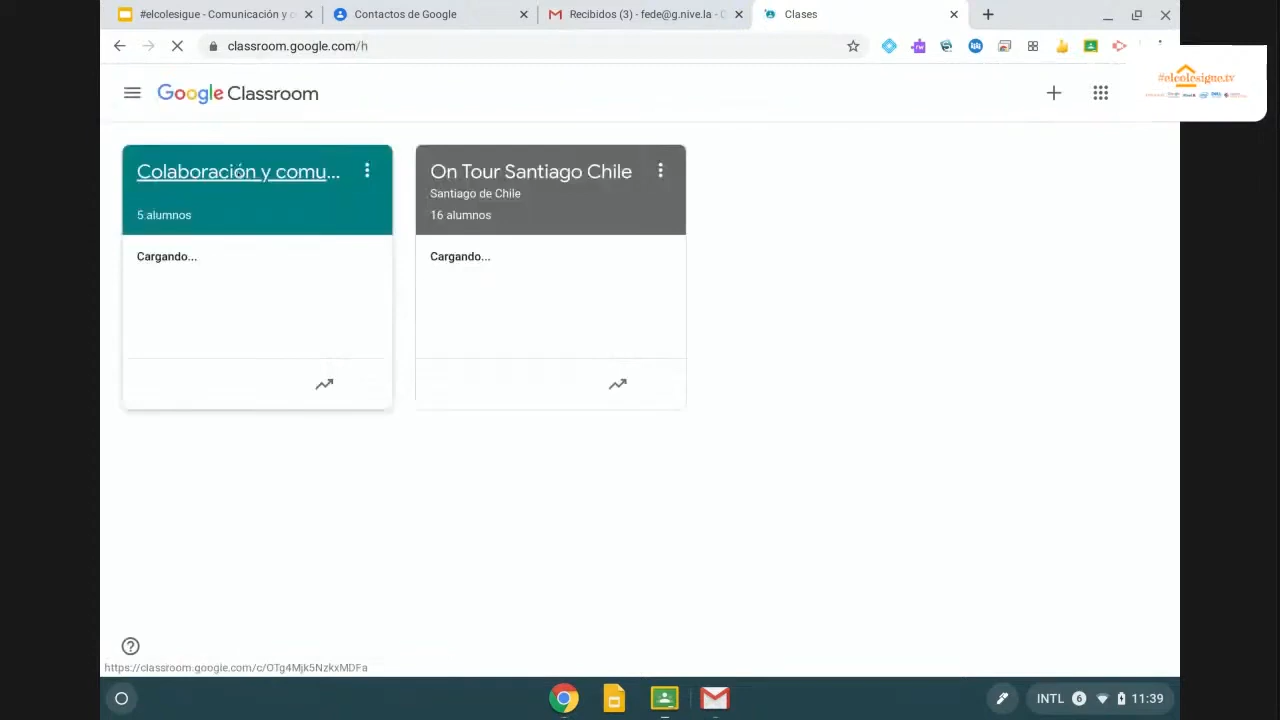 #elcolesigue - Comunicación y c
Contactos de Google
Recibidos (3) - fede@g.nive.la - C
Clases
classroom.google.com/h
Google Classroom
#elcolesigue.tv
Colaboración y comu...
5 alumnos
Cargando...
On Tour Santiago Chile
Santiago de Chile
16 alumnos
Cargando...
https://classroom.google.com/c/OTg4Mjk5NzkxMDFa
INTL 6 11:39